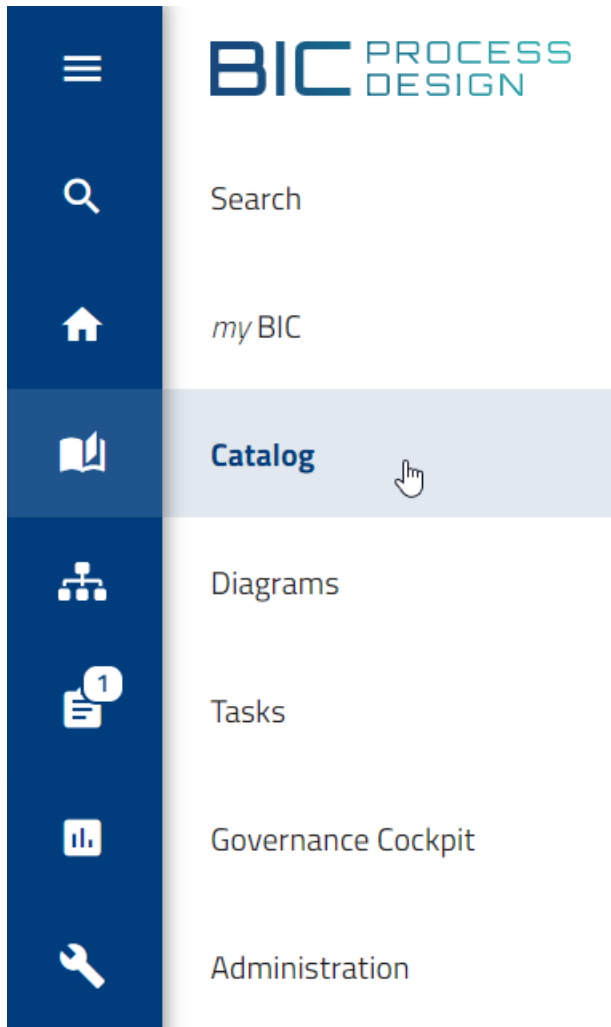 BIC PROCESS
DESIGN
Search
my BIC
Catalog
Diagrams
1
Tasks
Governance Cockpit
Administration